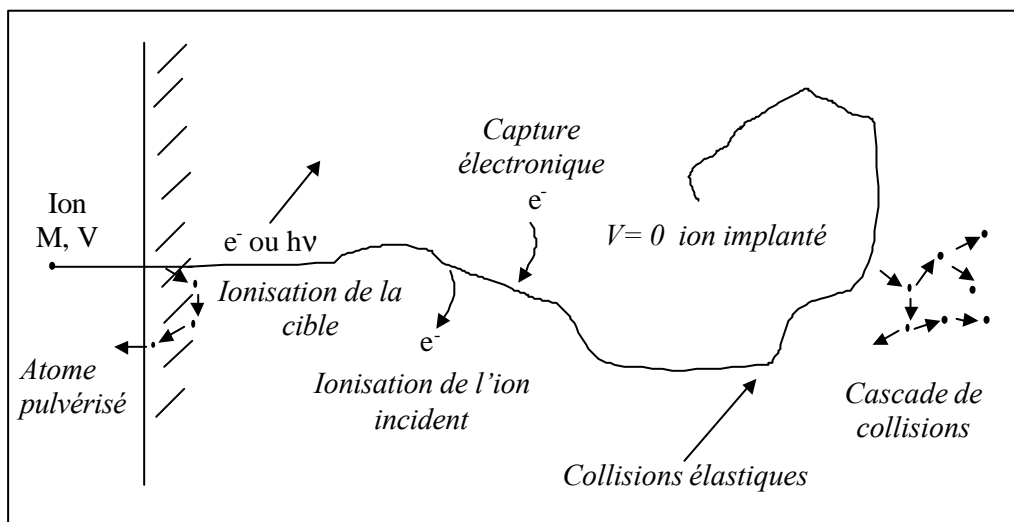 Ion
M, V
e- ou hν
Ionisation de la
cible
Atome
pulvérisé
e-
Ionisation de l'ion
incident
Capture
électronique
e-
V= 0 ion implanté
Collisions élastiques
Cascade de
collisions